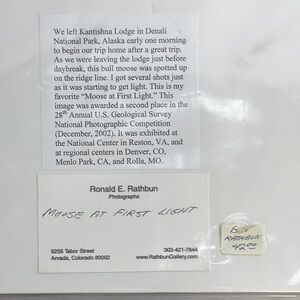 We left Kantishna Lodge in Denali
National Park, Alaska early one morning
to begin our trip home after a great trip.
As we were leaving the lodge just before
daybreak, this bull moose was spotted up
on the ridge line. I got several shots just
as it was starting to get light. This is my
favorite "Moose at First Light." This
image was awarded a second place in the
28th Annual U.S. Geological Survey
National Photographic Competition
(December, 2002). It was exhibited at
the National Center in Reston, VA, and
at regional centers in Denver, CO,
Menlo Park, CA, and Rolla, MO.
Ronald E. Rathbun
Photographs
MOOSE AT FIRST LIGHT
5255 Tabor Street
Arvada, Colorado 80002
303-421-7644
www.RathbunGallery.com
RATHBUN
42.00